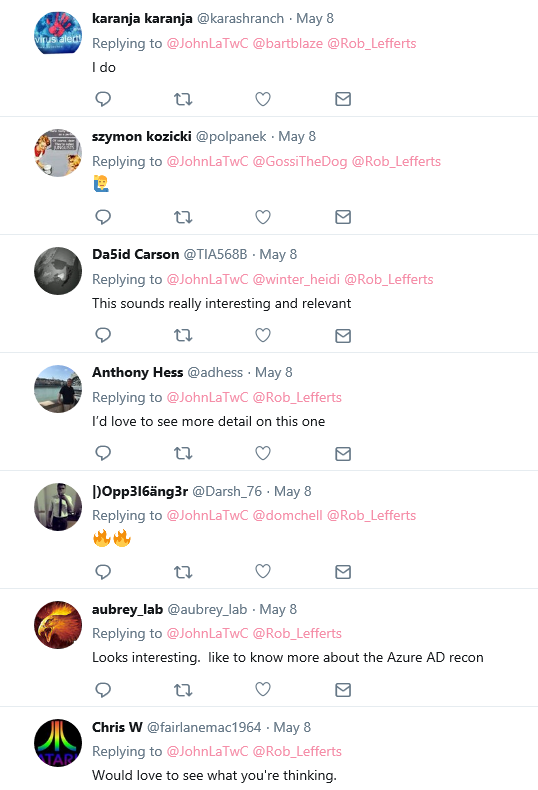 virus alert
karanja karanja @karashranch · May 8
Replying to @JohnLaTwC @bartblaze @Rob_Lefferts
I do
szymon kozicki @polpanek · May 8
Replying to @JohnLaTwC @GossiTheDog @Rob_Lefferts
🙋‍♂️
Da5id Carson @TIA568B · May 8
Replying to @JohnLaTwC @winter_heidi @Rob_Lefferts
This sounds really interesting and relevant
Anthony Hess @adhess · May 8
Replying to @JohnLaTwC @Rob_Lefferts
I’d love to see more detail on this one
|)Opp3l6äng3r @Darsh_76 · May 8
Replying to @JohnLaTwC @domchell @Rob_Lefferts
🔥🔥
aubrey_lab @aubrey_lab · May 8
Replying to @JohnLaTwC @Rob_Lefferts
Looks interesting.  like to know more about the Azure AD recon
Chris W @fairlanemac1964 · May 8
ATARI
Replying to @JohnLaTwC @Rob_Lefferts
Would love to see what you're thinking.